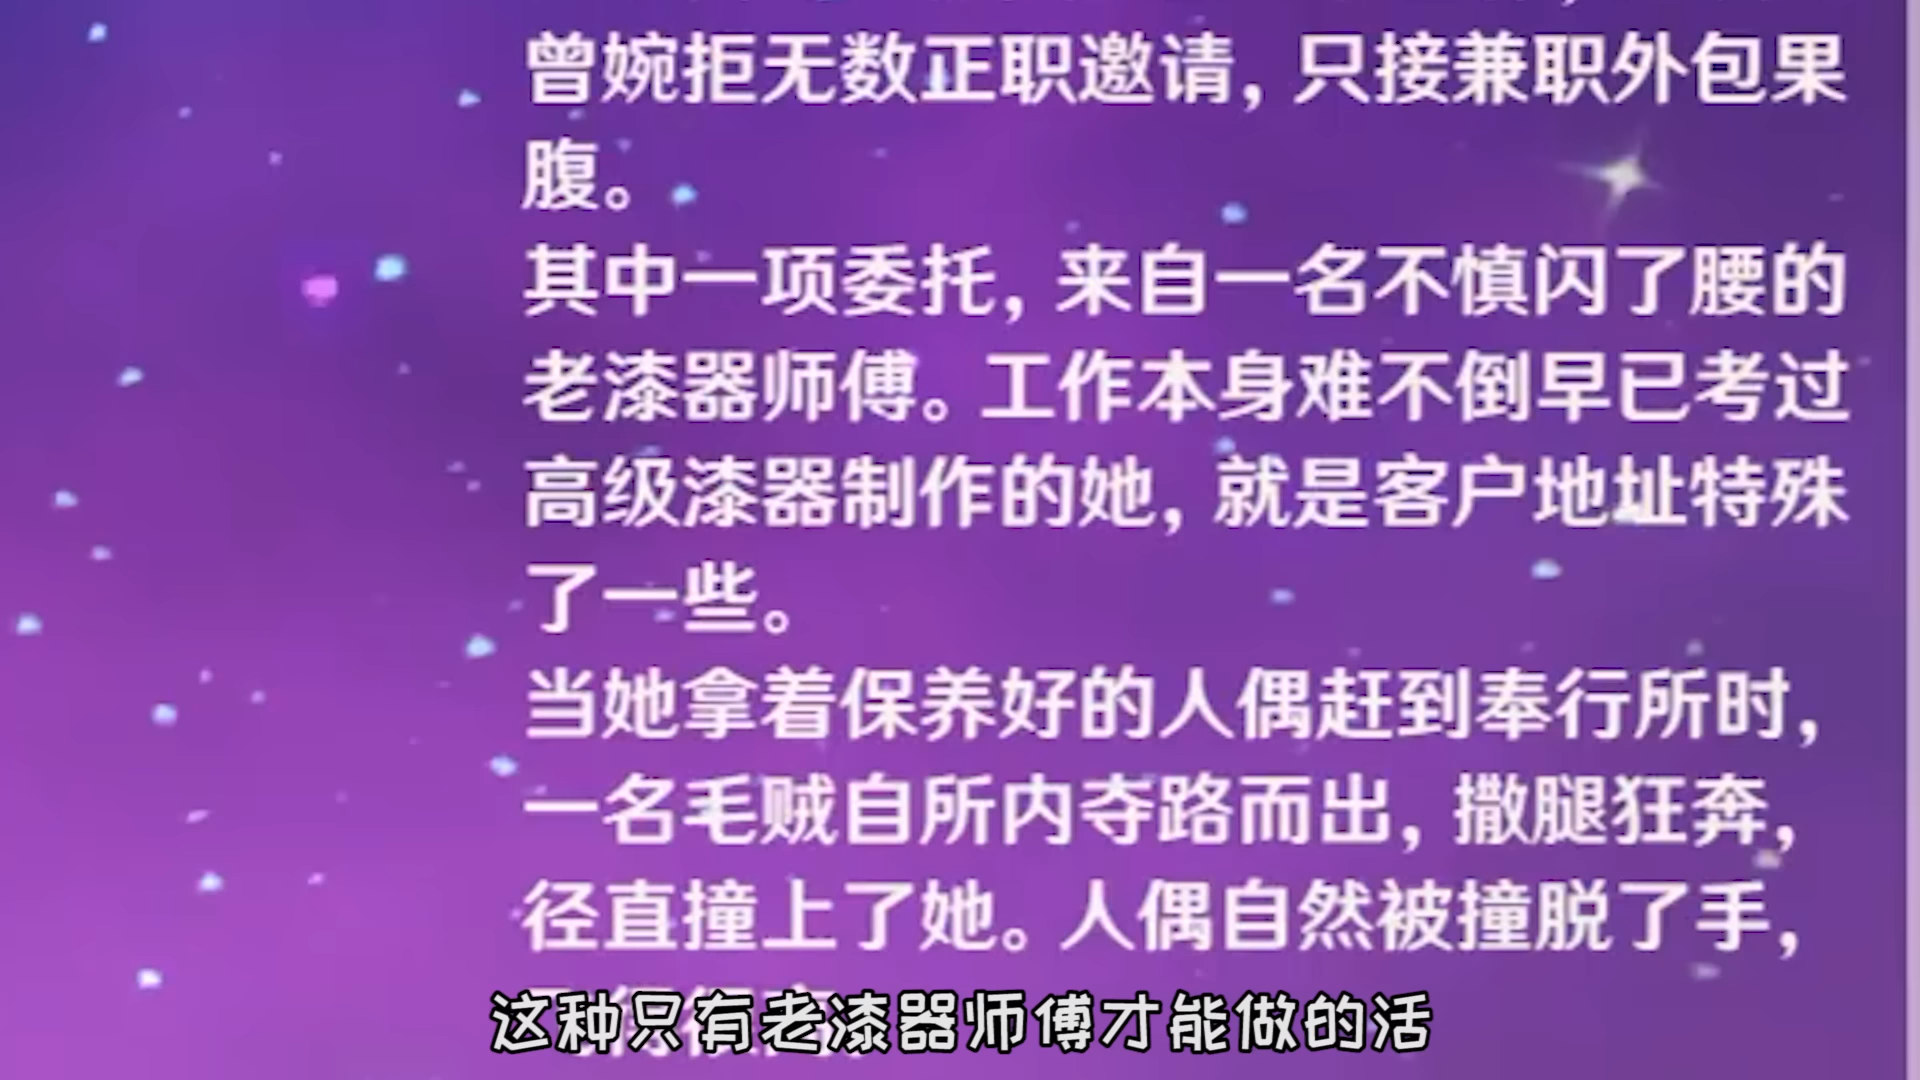 曾婉拒无数正职邀请，只接兼职外包果
腹。
其中一项委托，来自一名不慎闪了腰的
老漆器师傅。工作本身难不倒早已考过
高级漆器制作的她，就是客户地址特殊
了一些。
当她拿着保养好的人偶赶到奉行所时，
一名毛贼自所内夺路而出，撒腿狂奔，
径直撞上了她。人偶自然被撞脱了手，
这种只有老漆器师傅才能做的活